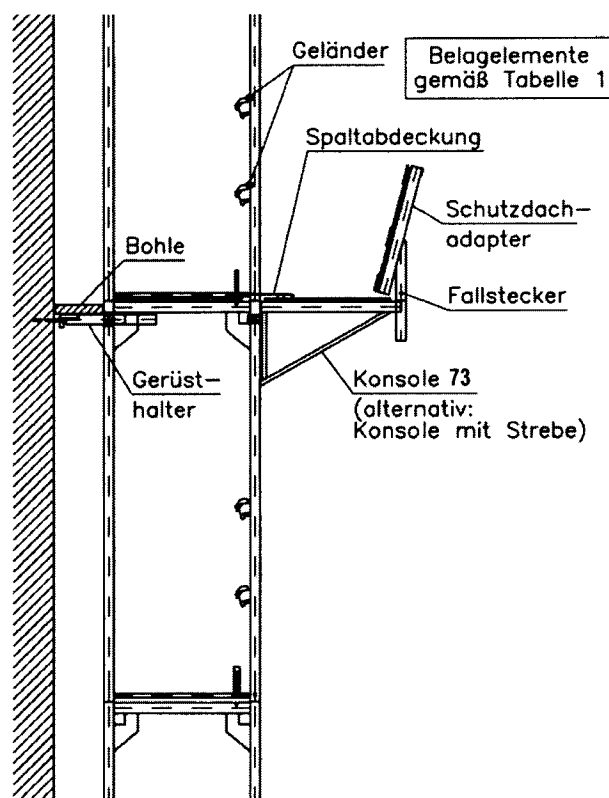 Geländer
Belagelemente
gemäß Tabelle 1
Spaltabdeckung
Schutzdach-
adapter
Bohle
Fallstecker
Gerüst-
halter
Konsole 73
(alternativ:
Konsole mit Strebe)